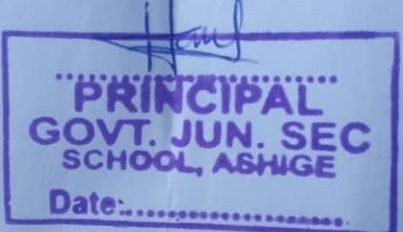 PRINCIPAL
GOVT. JUN. SEC
SCHOOL, ASHIGE
Date:....................